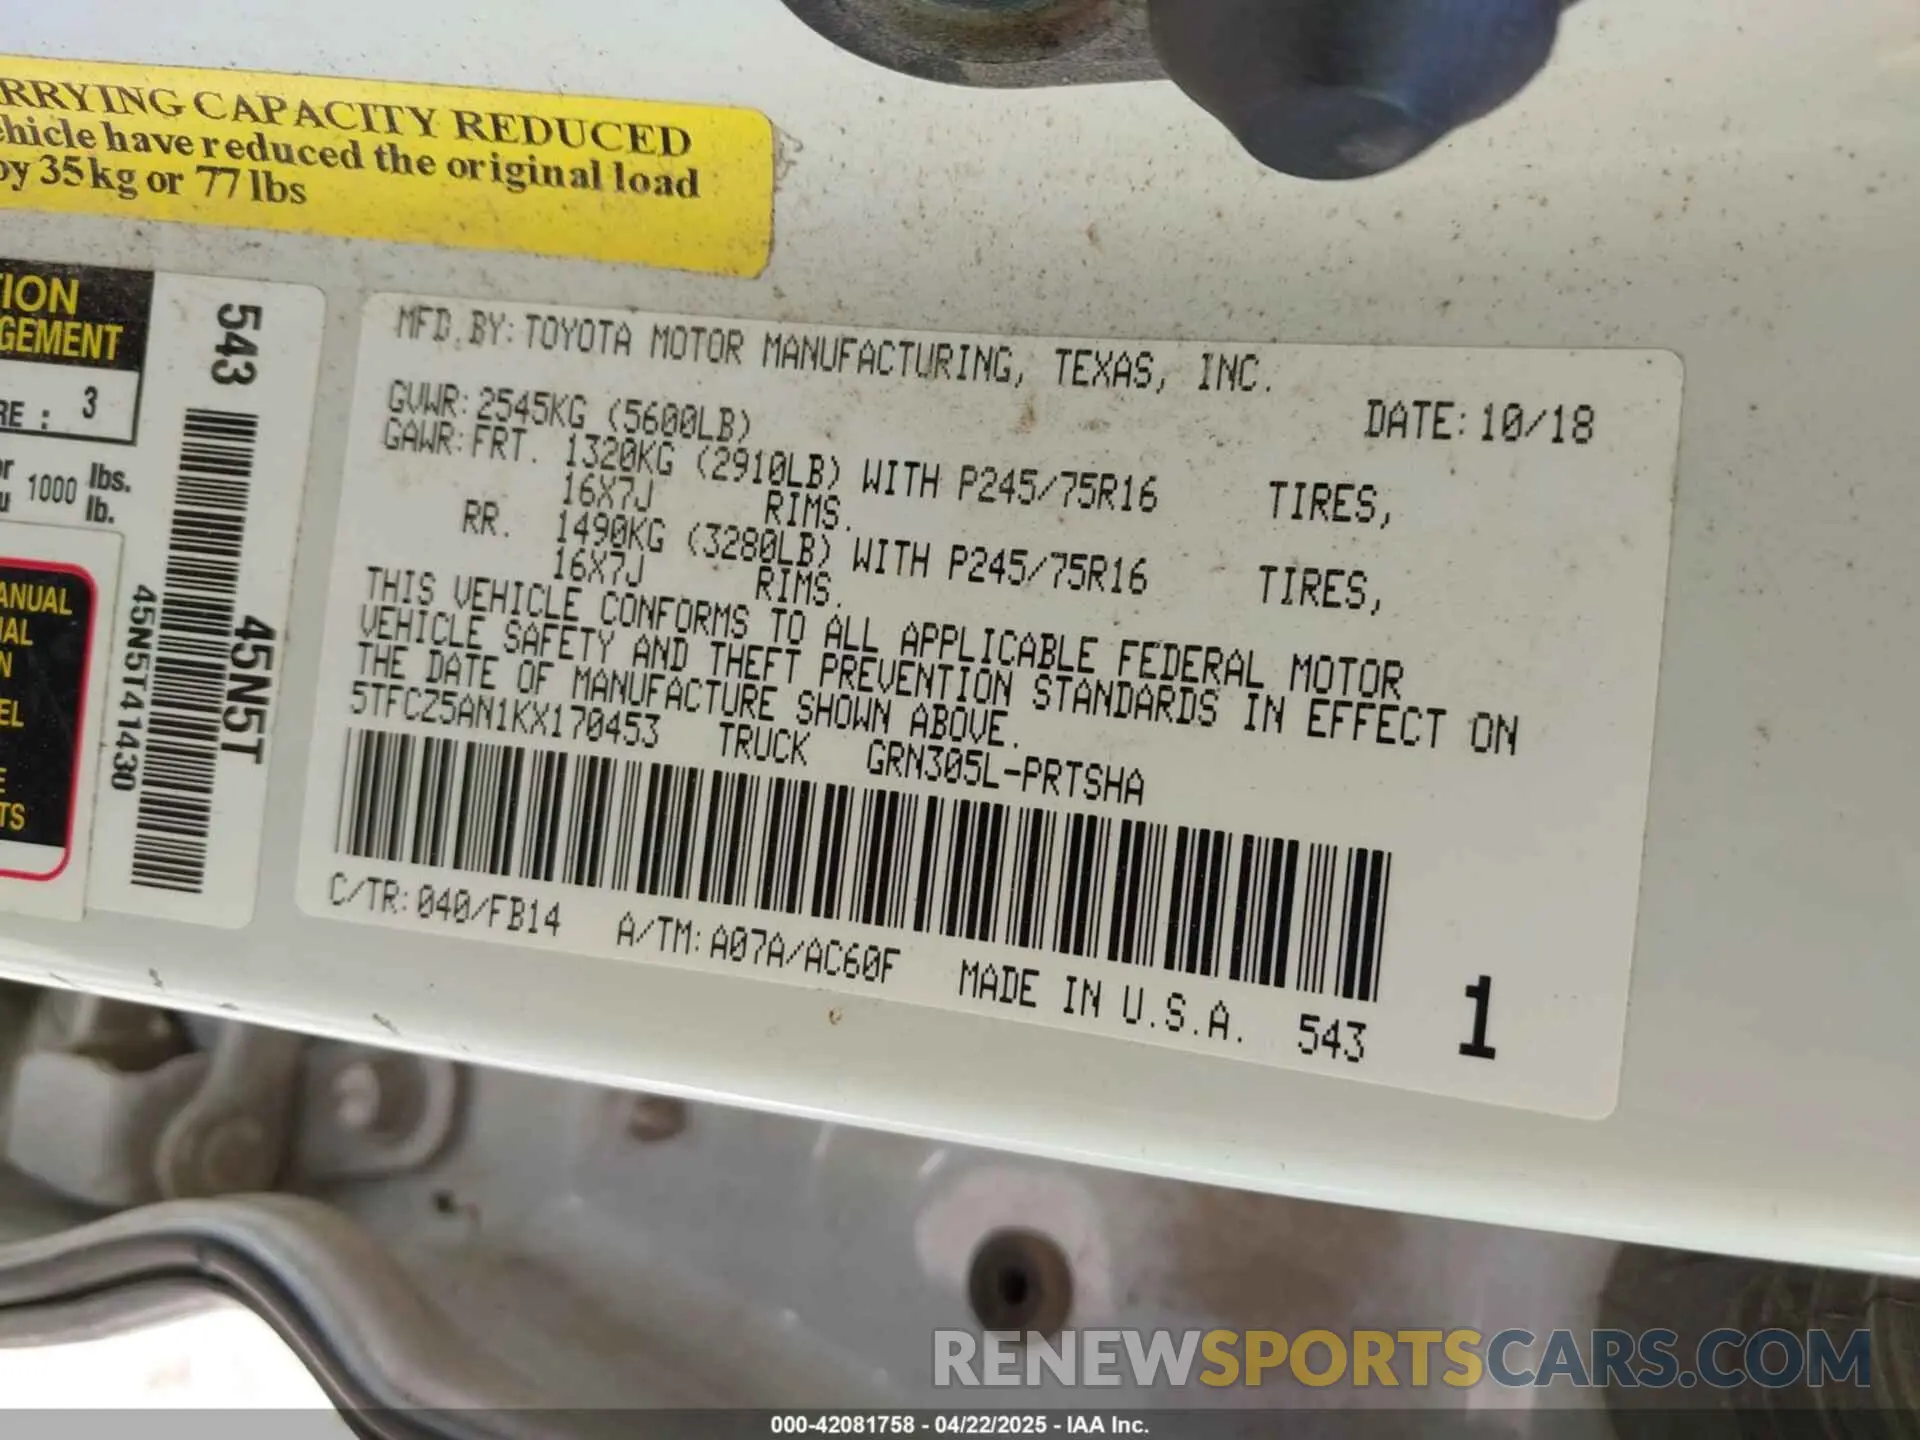 RRYING CAPACITY REDUCED
ehicle have reduced the original load
by 35kg or 77 lbs
TION
GEMENT
RE : 3
or 1000 lbs.
u lb.
ANUAL
IAL
N
EL
E
TS
543
45N5T
45N5T41430
MFD.BY:TOYOTA MOTOR MANUFACTURING, TEXAS, INC.
GVWR:2545KG (5600LB) DATE:10/18
GAWR:FRT. 1320KG (2910LB) WITH P245/75R16 TIRES,
16X7J RIMS.
RR. 1490KG (3280LB) WITH P245/75R16 TIRES,
16X7J RIMS.
THIS VEHICLE CONFORMS TO ALL APPLICABLE FEDERAL MOTOR
VEHICLE SAFETY AND THEFT PREVENTION STANDARDS IN EFFECT ON
THE DATE OF MANUFACTURE SHOWN ABOVE.
5TFCZ5AN1KX170453 TRUCK GRN305L-PRTSHA
C/TR:040/FB14 A/TM:A07A/AC60F MADE IN U.S.A. 543 1
RENEWSPORTSCARS.COM
000-42081758 - 04/22/2025 - IAA Inc.